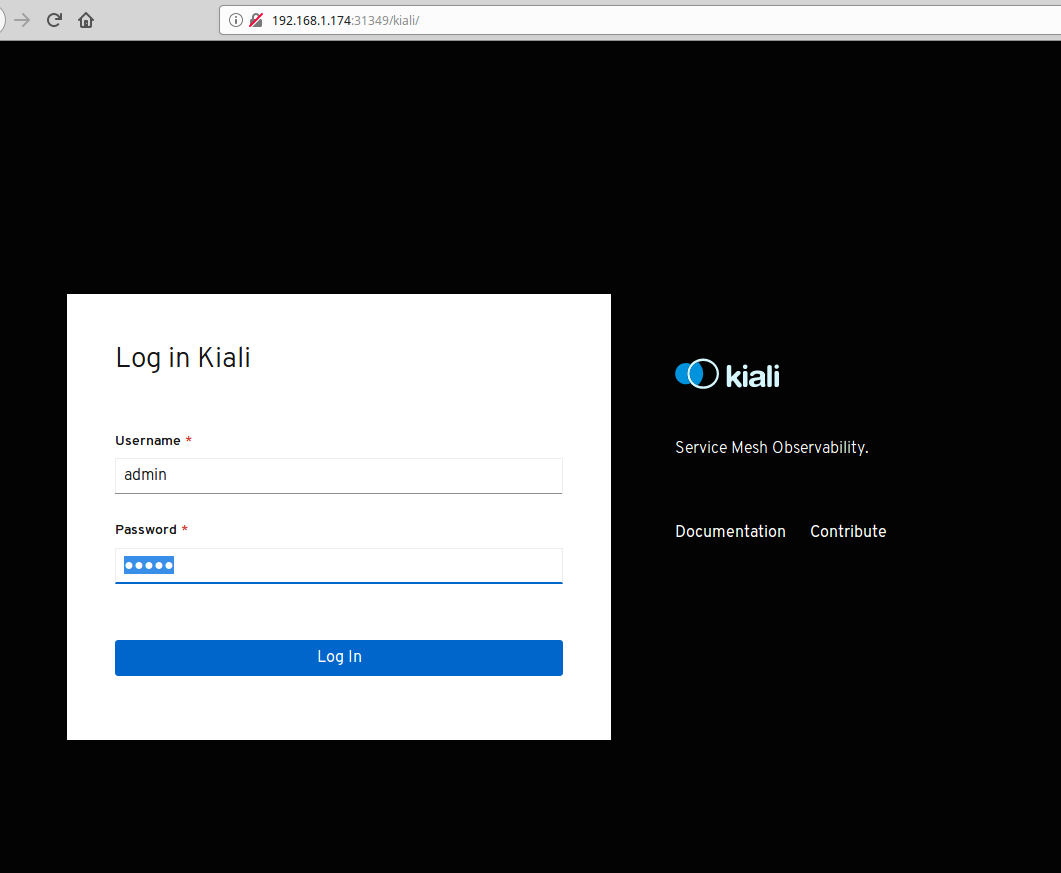 192.168.1.174:31349/kiali/
Log in Kiali
Username *
admin
Password *
●●●●●
Log In
kiali
Service Mesh Observability.
Documentation Contribute